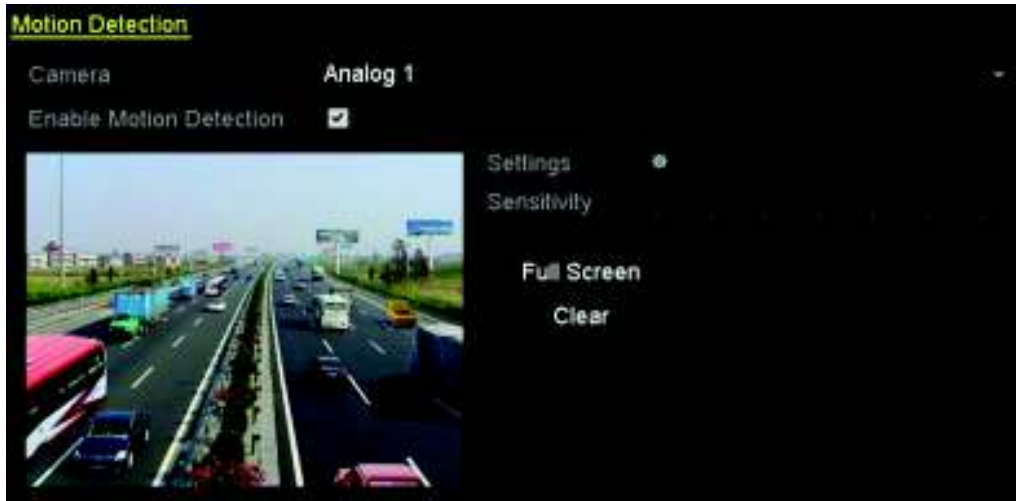 Motion Detection
Camera Analog 1
Enable Motion Detection
Settings
Sensitivity
Full Screen
Clear